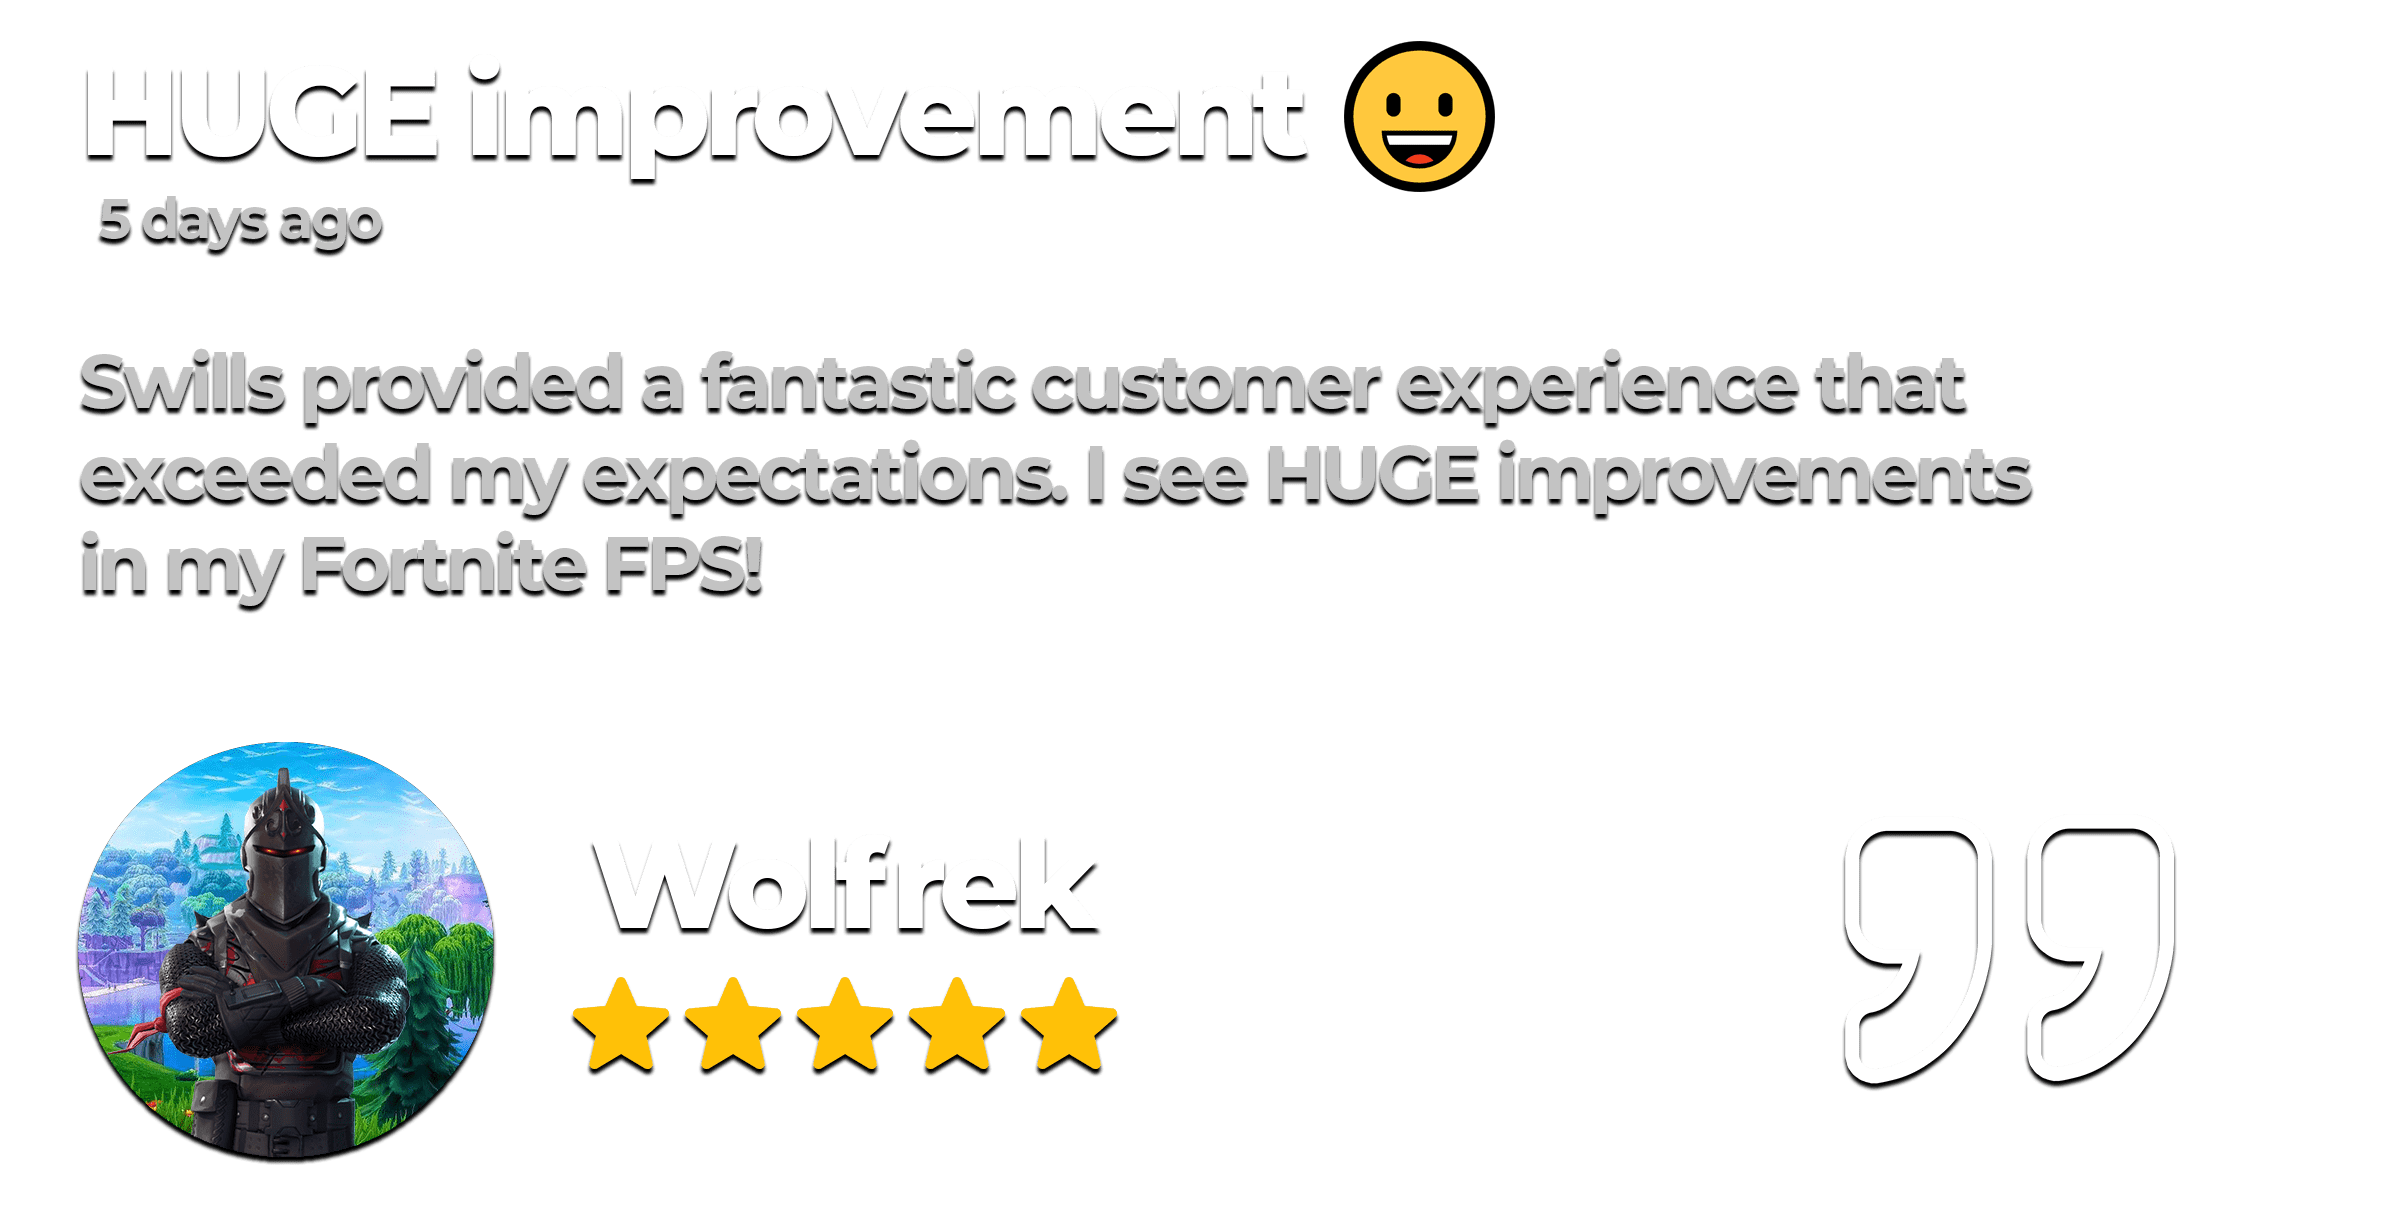 HUGE improvement 😀
5 days ago
Swills provided a fantastic customer experience that
exceeded my expectations. I see HUGE improvements
in my Fortnite FPS!
Wolfrek